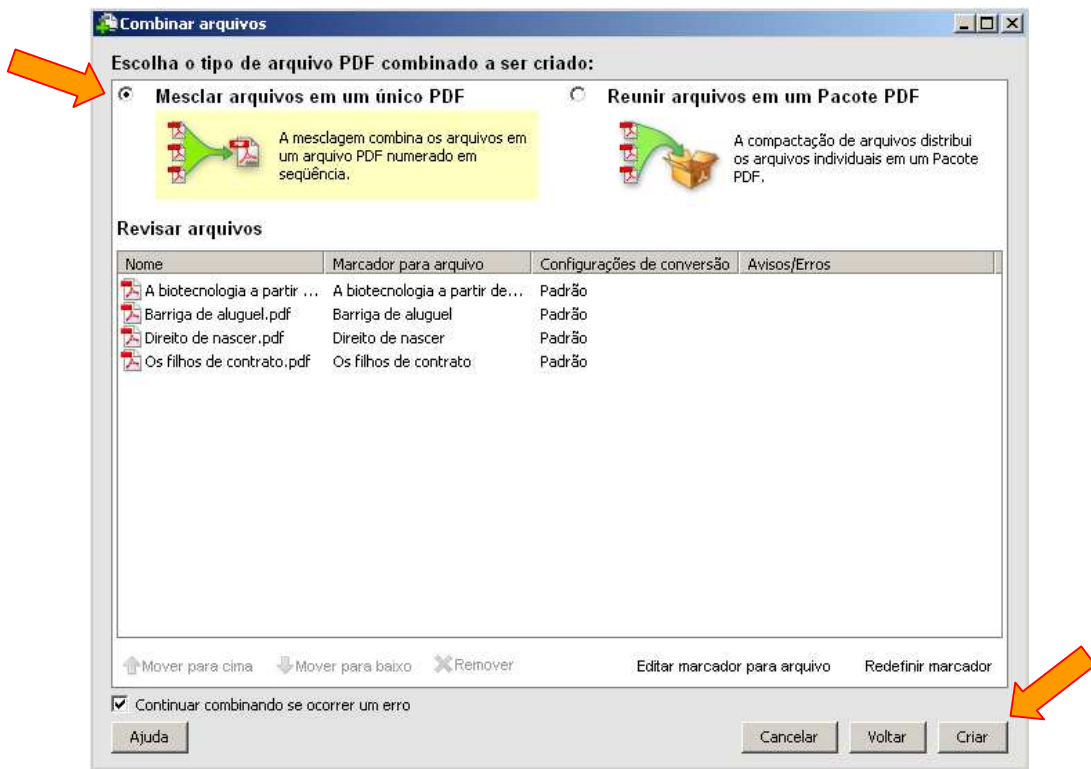 Combinar arquivos
Escolha o tipo de arquivo PDF combinado a ser criado:
Mesclar arquivos em um único PDF
Reunir arquivos em um Pacote PDF
A mesclagem combina os arquivos em
um arquivo PDF numerado em
seqüência.
A compactação de arquivos distribui
os arquivos individuais em um Pacote
PDF.
Revisar arquivos
Nome Marcador para arquivo Configurações de conversão Avisos/Erros
A biotecnologia a partir ... A biotecnologia a partir de... Padrão
Barriga de aluguel.pdf Barriga de aluguel Padrão
Direito de nascer.pdf Direito de nascer Padrão
Os filhos de contrato.pdf Os filhos de contrato Padrão
Mover para cima Mover para baixo Remover Editar marcador para arquivo Redefinir marcador
Continuar combinando se ocorrer um erro
Ajuda Cancelar Voltar Criar